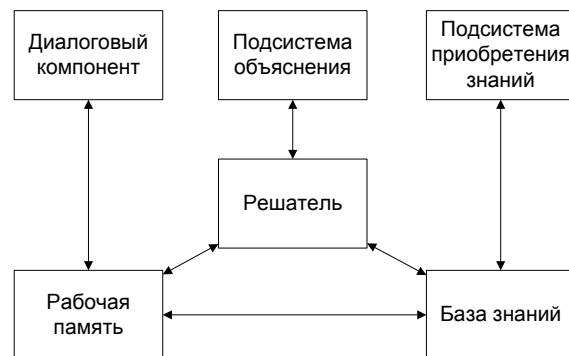 Диалоговый
компонент
Подсистема
объяснения
Подсистема
приобретения
знаний
Решатель
Рабочая
память
База знаний